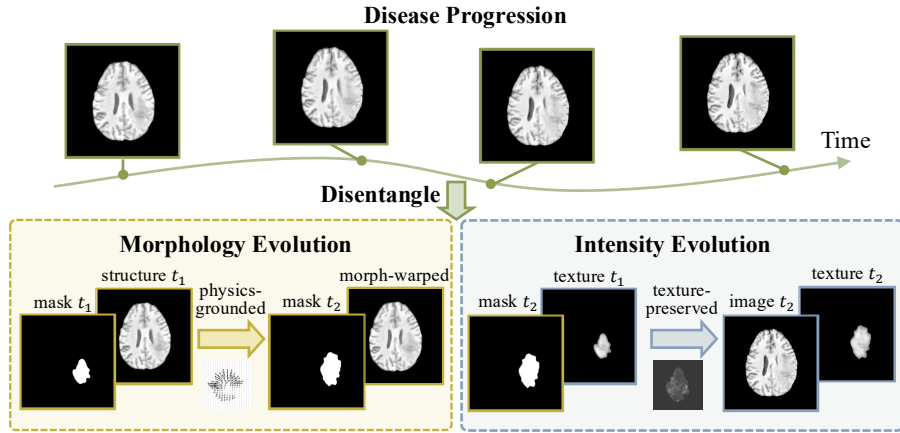 Disease Progression
Time
Disentangle
Morphology Evolution
structure t₁
mask t₁
physics-
grounded
morph-warped
mask t₂
Intensity Evolution
texture t₁
mask t₂
texture-
preserved
texture t₂
image t₂